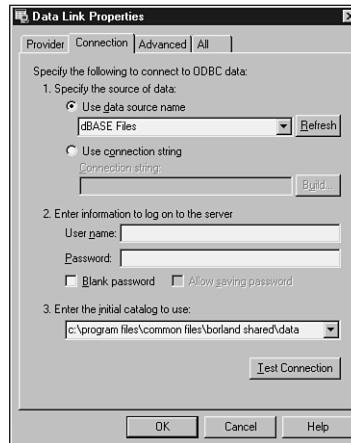 Data Link Properties
Provider Connection Advanced All
Specify the following to connect to ODBC data:
1. Specify the source of data:
Use data source name
dBASE Files Refresh
Use connection string
Connection string:
Build...
2. Enter information to log on to the server
User name:
Password:
Blank password Allow saving password
3. Enter the initial catalog to use:
c:\program files\common files\borland shared\data
Test Connection
OK Cancel Help